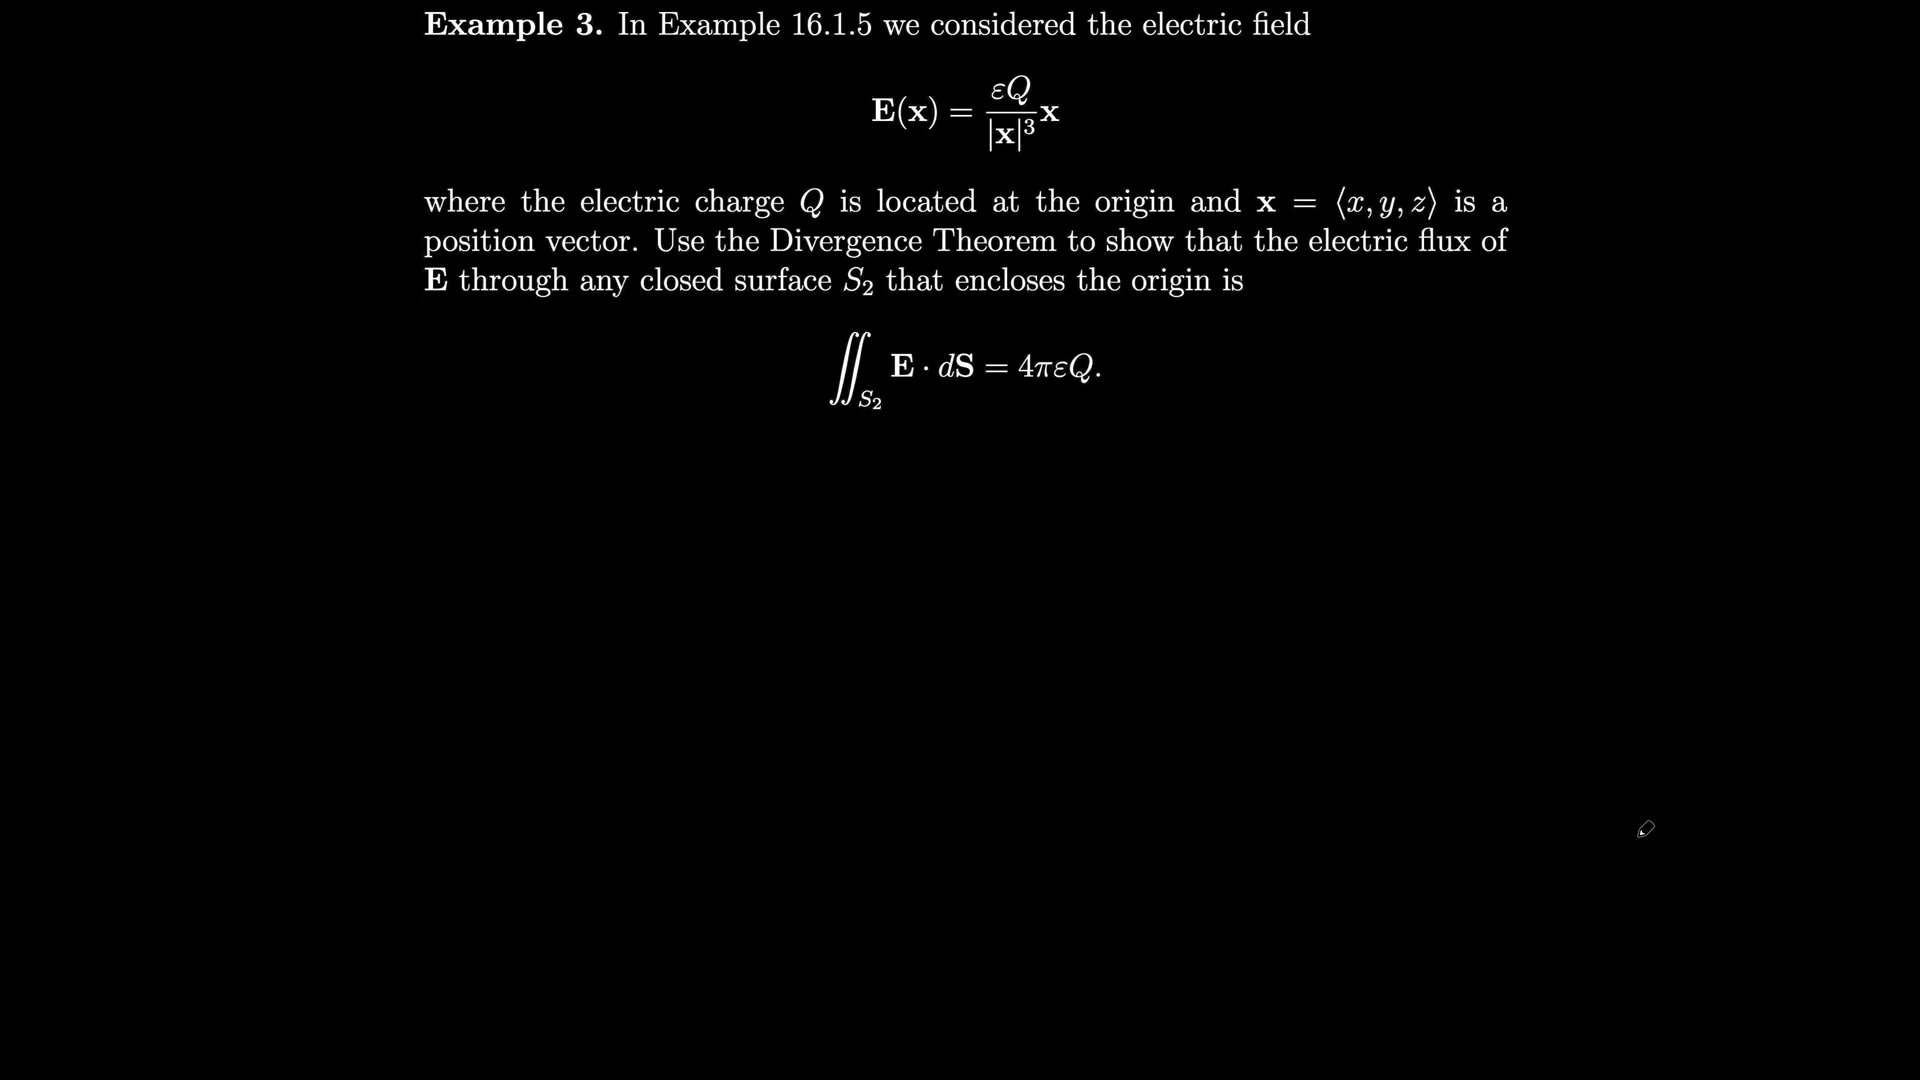 Example 3. In Example 16.1.5 we considered the electric field
E(x) = εQ/|x|³ x
where the electric charge Q is located at the origin and x = ⟨x, y, z⟩ is a
position vector. Use the Divergence Theorem to show that the electric flux of
E through any closed surface S₂ that encloses the origin is
∬_S₂ E · dS = 4πεQ.